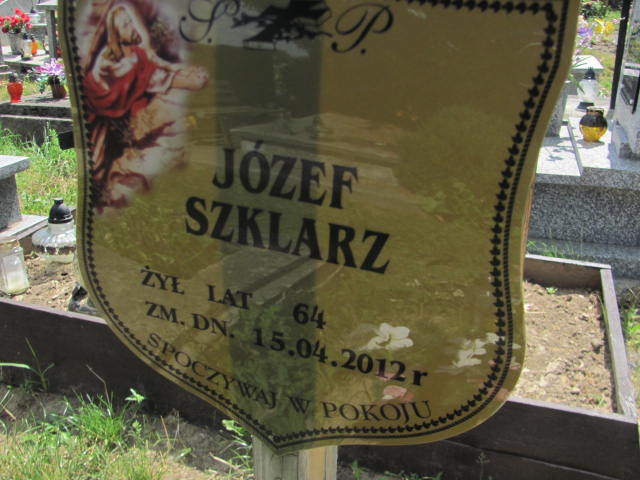 Ś. P.
JÓZEF
SZKLARZ
ŻYŁ LAT 64
ZM. DN. 15.04.2012 r
SPOCZYWAJ W POKOJU